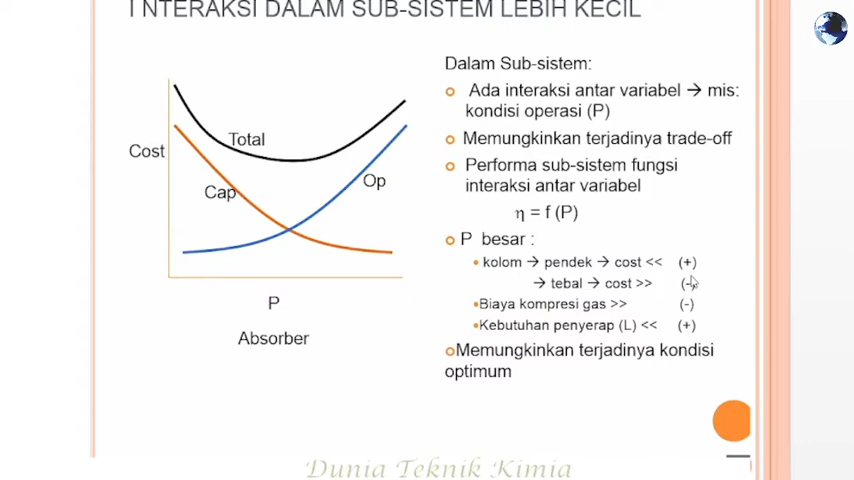 INTERAKSI DALAM SUB-SISTEM LEBIH KECIL
Cost
Total
Cap
Op
P
Absorber
Dalam Sub-sistem:
Ada interaksi antar variabel → mis:
kondisi operasi (P)
Memungkinkan terjadinya trade-off
Performa sub-sistem fungsi
interaksi antar variabel
η = f (P)
P besar :
kolom → pendek → cost << (+)
→ tebal → cost >> (-)
Biaya kompresi gas >> (-)
Kebutuhan penyerap (L) << (+)
Memungkinkan terjadinya kondisi
optimum
Dunia Teknik Kimia